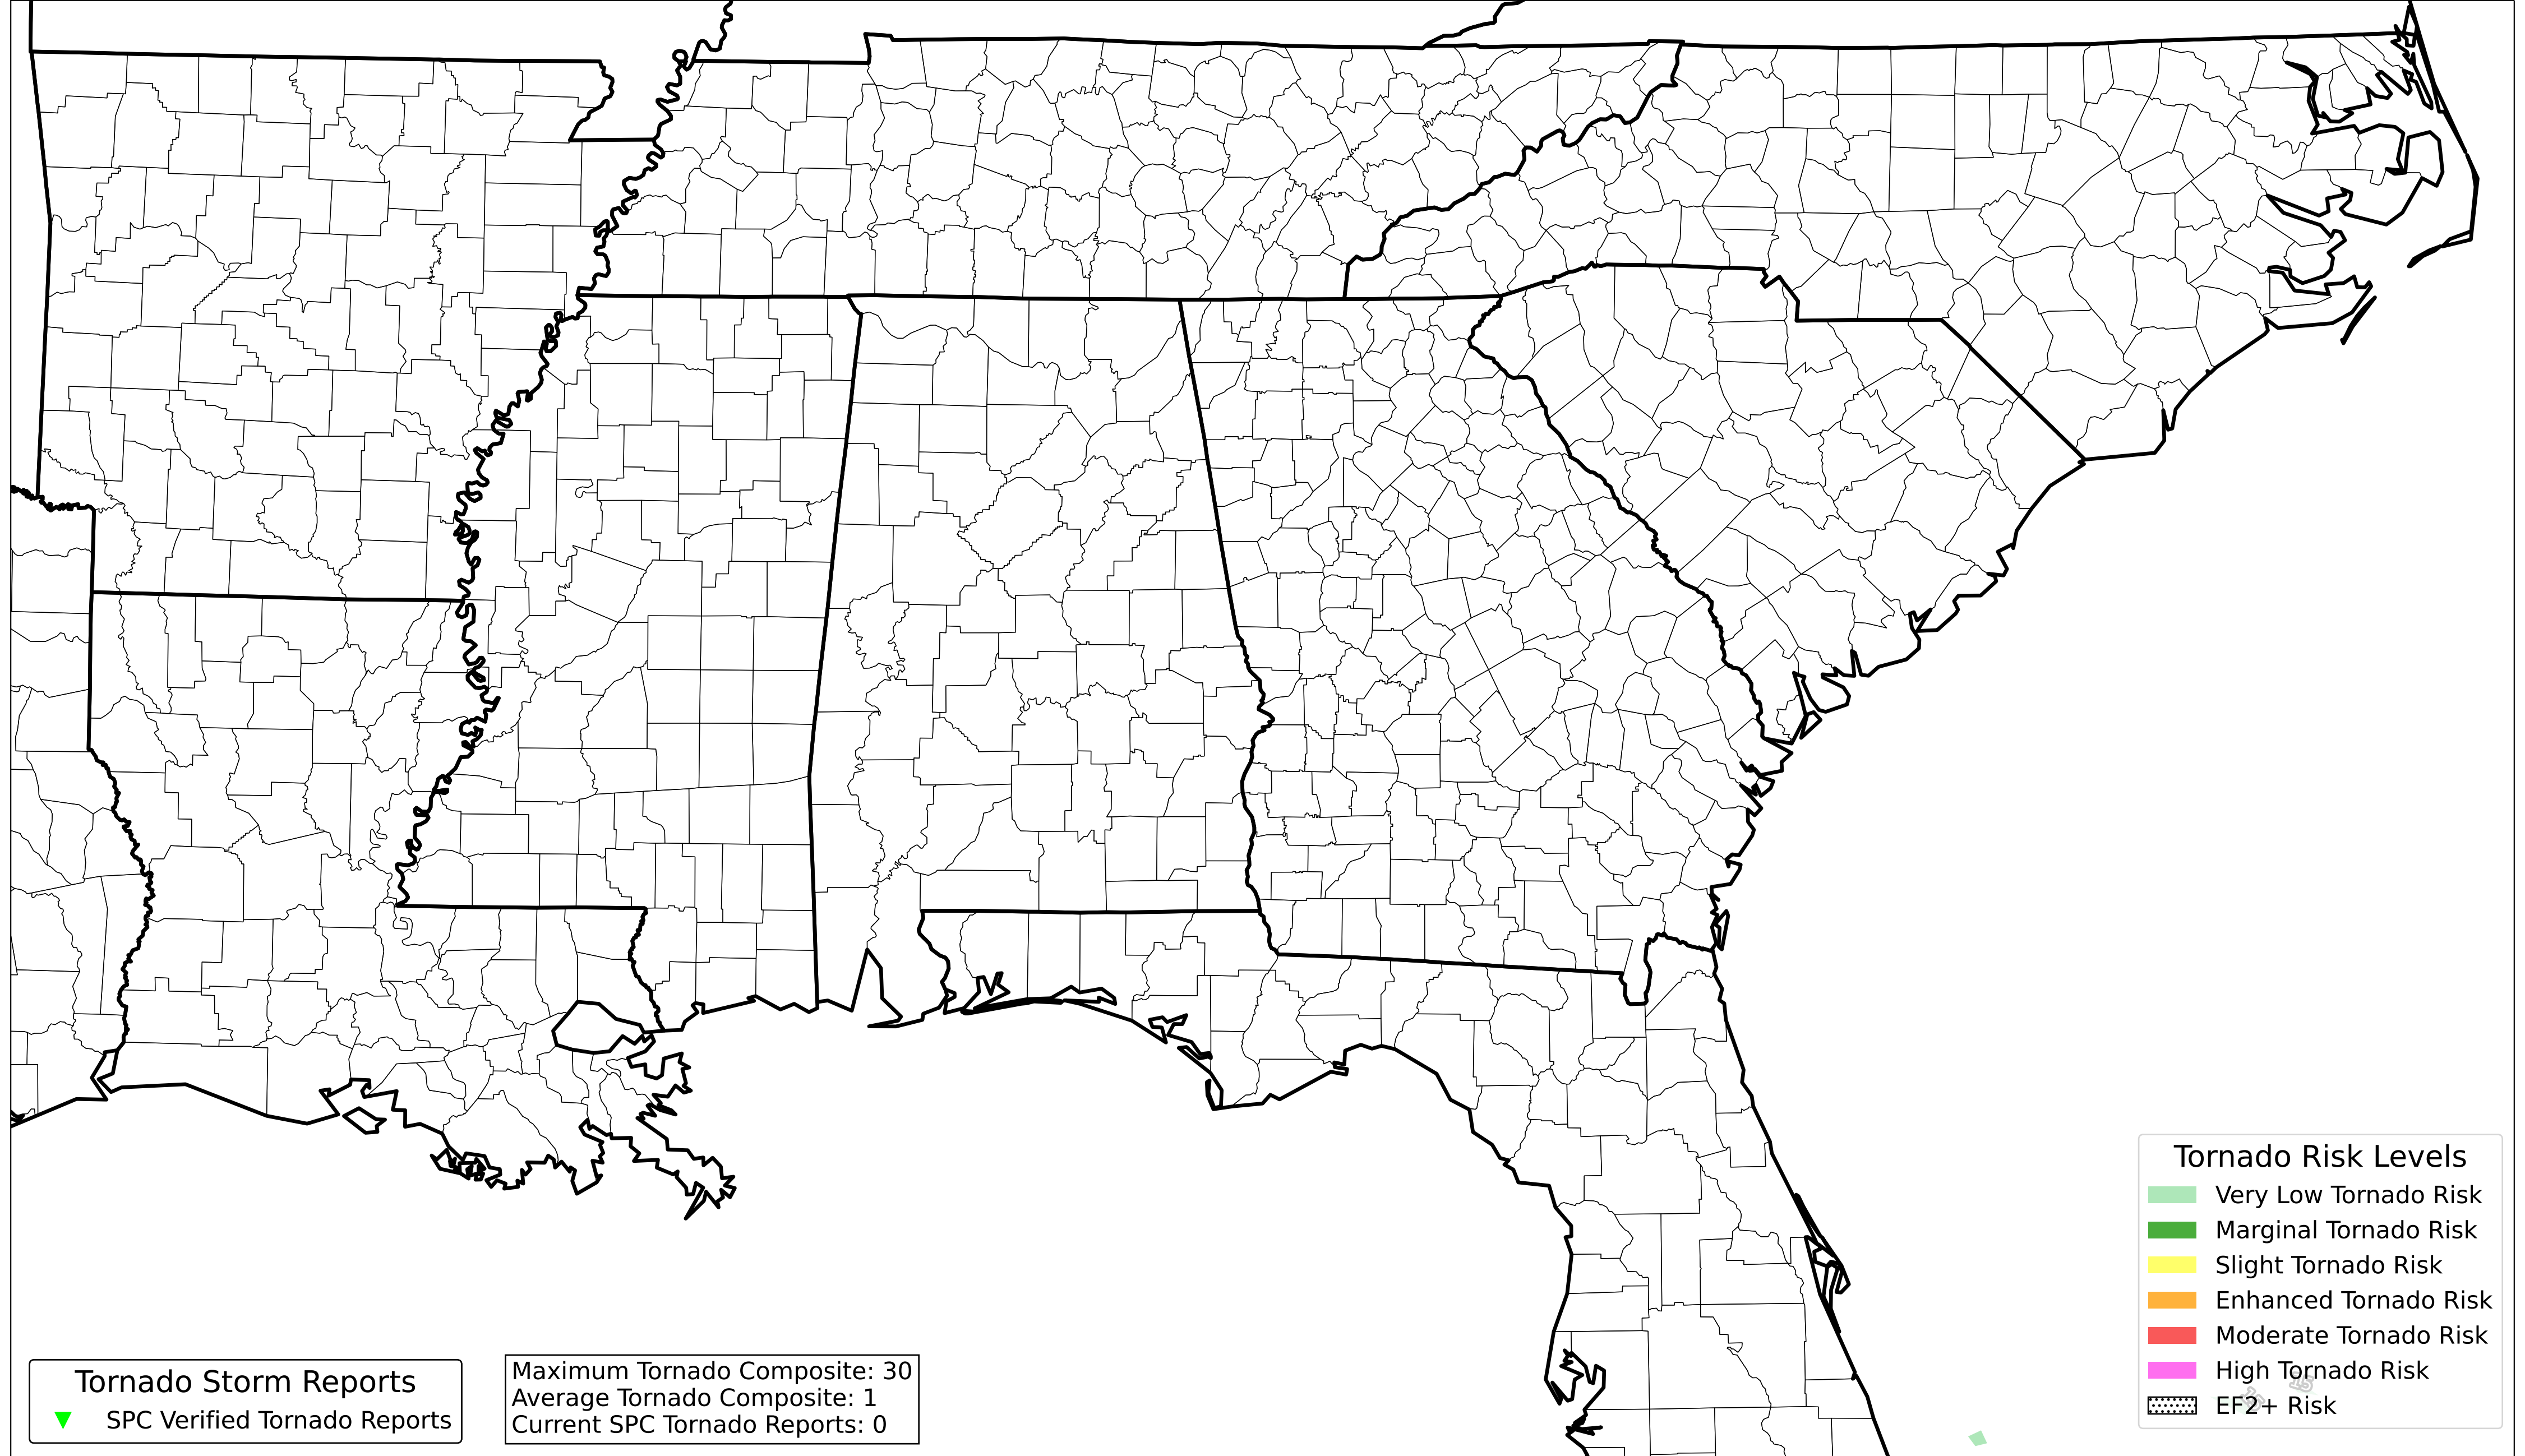 Tornado Risk Levels
Very Low Tornado Risk
Marginal Tornado Risk
Slight Tornado Risk
Enhanced Tornado Risk
Moderate Tornado Risk
High Tornado Risk
EF2+ Risk
15
15
Tornado Storm Reports
SPC Verified Tornado Reports
Maximum Tornado Composite: 30
Average Tornado Composite: 1
Current SPC Tornado Reports: 0